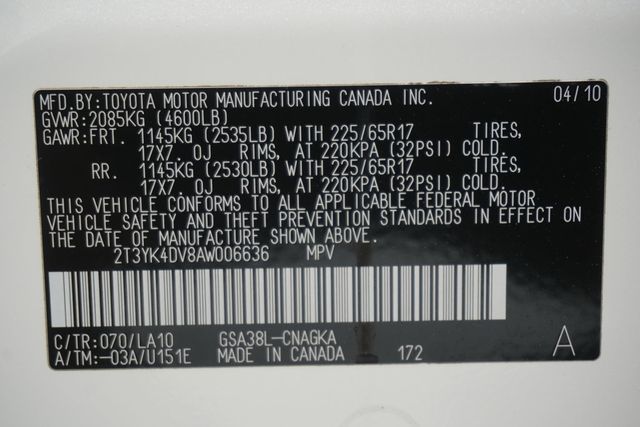 MFD.BY:TOYOTA MOTOR MANUFACTURING CANADA INC. 04/10
GVWR:2085KG (4600LB)
GAWR:FRT. 1145KG (2535LB) WITH 225/65R17 TIRES,
17X7.0J RIMS, AT 220KPA (32PSI) COLD.
RR. 1145KG (2530LB) WITH 225/65R17 TIRES,
17X7.0J RIMS, AT 220KPA (32PSI) COLD.
THIS VEHICLE CONFORMS TO ALL APPLICABLE FEDERAL MOTOR
VEHICLE SAFETY AND THEFT PREVENTION STANDARDS IN EFFECT ON
THE DATE OF MANUFACTURE SHOWN ABOVE.
2T3YK4DV8AW006636 MPV
C/TR:070/LA10 GSA38L-CNAGKA A
A/TM:-03A/U151E MADE IN CANADA 172